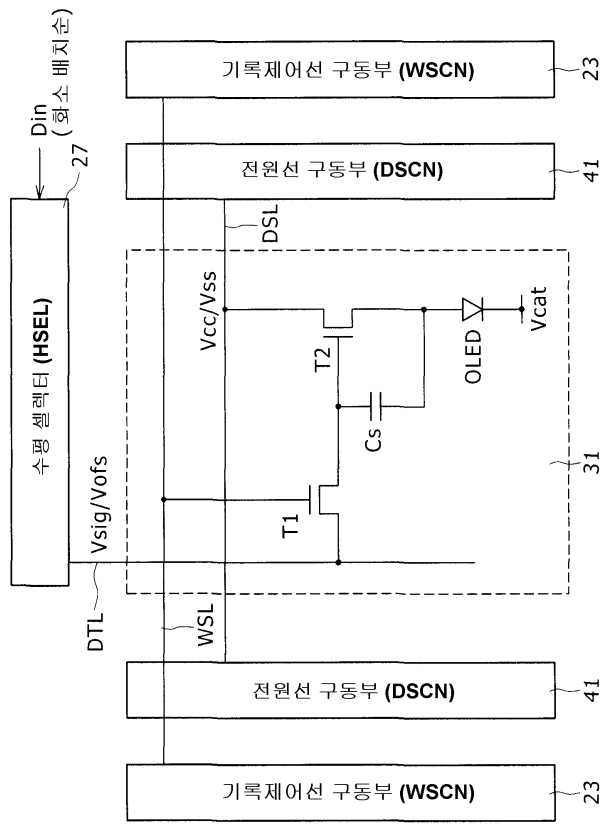 Din
(화소 배치순)
27
수평 셀렉터 (HSEL)
기록제어선 구동부 (WSCN)
23
전원선 구동부 (DSCN)
41
DSL
Vsig/Vofs
DTL
WSL
Vcc/Vss
T1
T2
Cs
OLED
Vcat
31
전원선 구동부 (DSCN)
41
기록제어선 구동부 (WSCN)
23